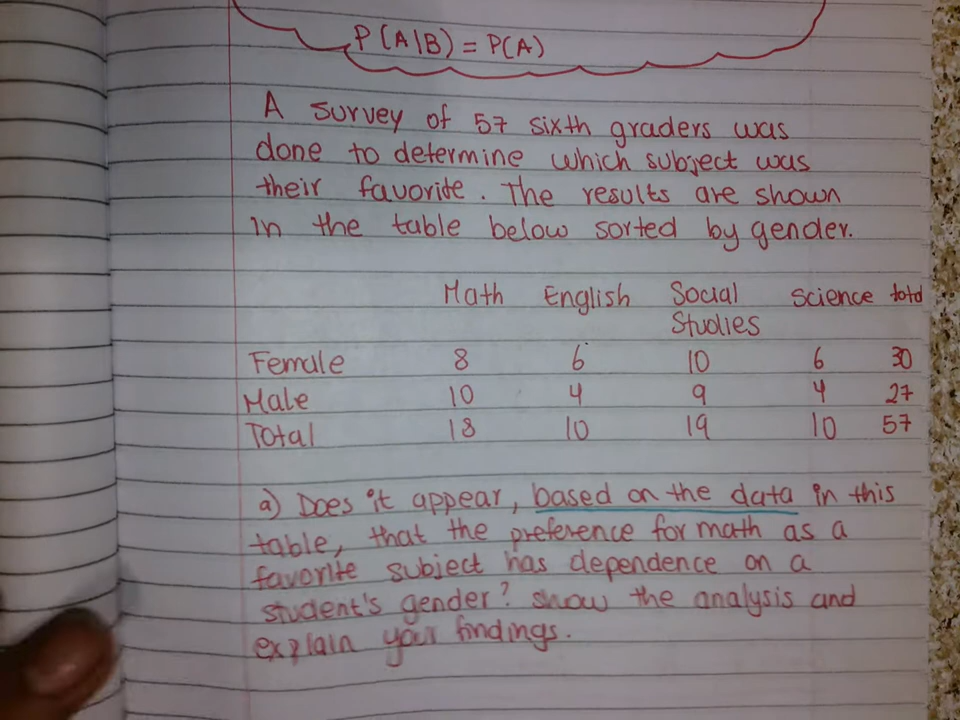 P(A|B) = P(A)
A survey of 57 sixth graders was
done to determine which subject was
their favorite. The results are shown
in the table below sorted by gender.
Math English Social Studies Science total
Female 8 6 10 6 30
Male 10 4 9 4 27
Total 18 10 19 10 57
a) Does it appear, based on the data in this
table, that the preference for math as a
favorite subject has dependence on a
student's gender? show the analysis and
explain your findings.